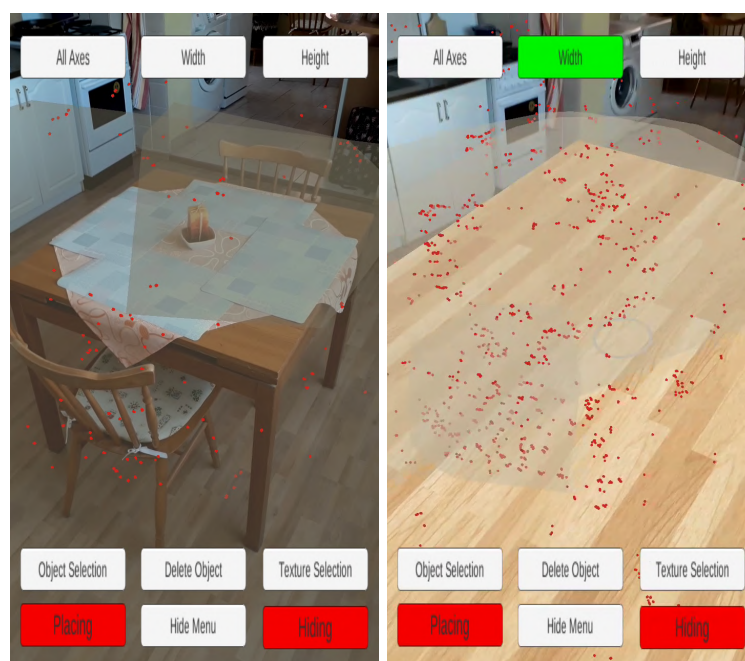 All Axes Width Height
Object Selection Delete Object Texture Selection
Placing Hide Menu Hiding
All Axes Width Height
Object Selection Delete Object Texture Selection
Placing Hide Menu Hiding